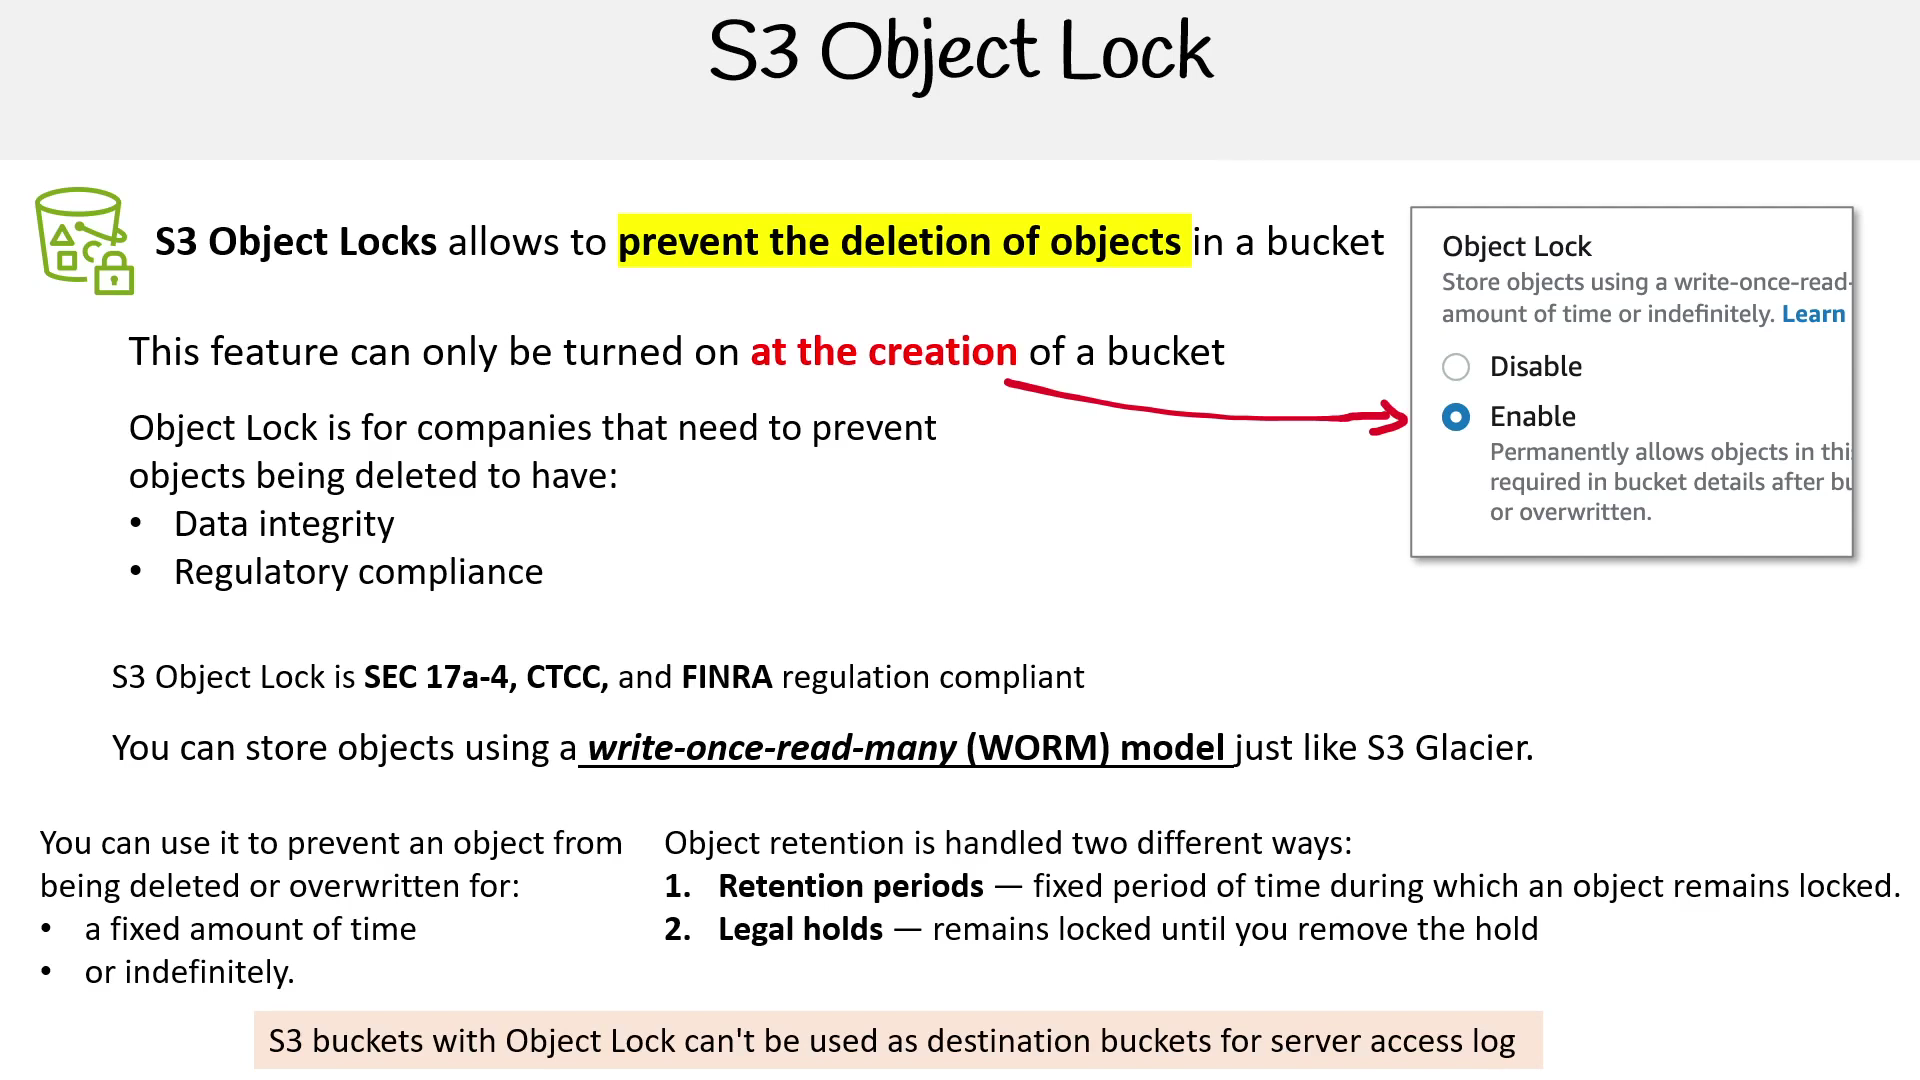 S3 Object Lock
S3 Object Locks allows to prevent the deletion of objects in a bucket
This feature can only be turned on at the creation of a bucket
Object Lock is for companies that need to prevent
objects being deleted to have:
• Data integrity
• Regulatory compliance
Object Lock
Store objects using a write-once-read-
amount of time or indefinitely. Learn
Disable
Enable
Permanently allows objects in this
required in bucket details after bu
or overwritten.
S3 Object Lock is SEC 17a-4, CTCC, and FINRA regulation compliant
You can store objects using a write-once-read-many (WORM) model just like S3 Glacier.
You can use it to prevent an object from
being deleted or overwritten for:
• a fixed amount of time
• or indefinitely.
Object retention is handled two different ways:
1. Retention periods — fixed period of time during which an object remains locked.
2. Legal holds — remains locked until you remove the hold
S3 buckets with Object Lock can't be used as destination buckets for server access log